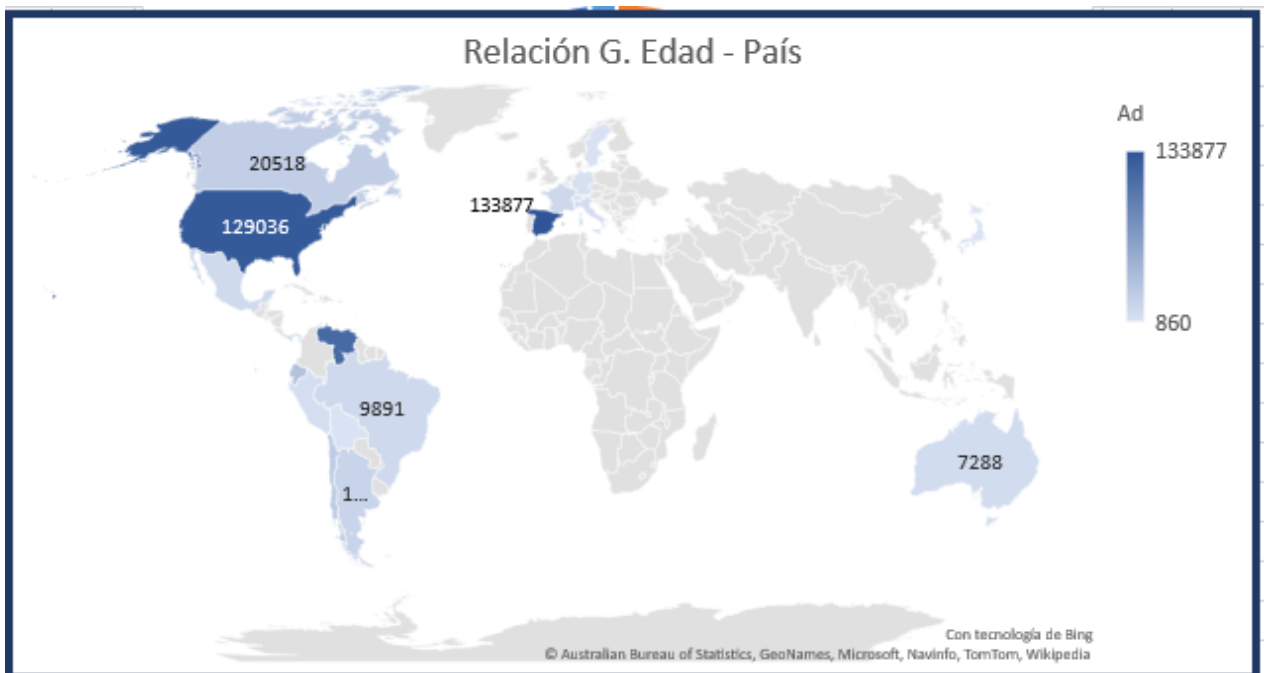 Relación G. Edad - País
Ad
133877
860
20518
129036
133877
9891
1...
7288
Con tecnología de Bing
© Australian Bureau of Statistics, GeoNames, Microsoft, Navinfo, TomTom, Wikipedia